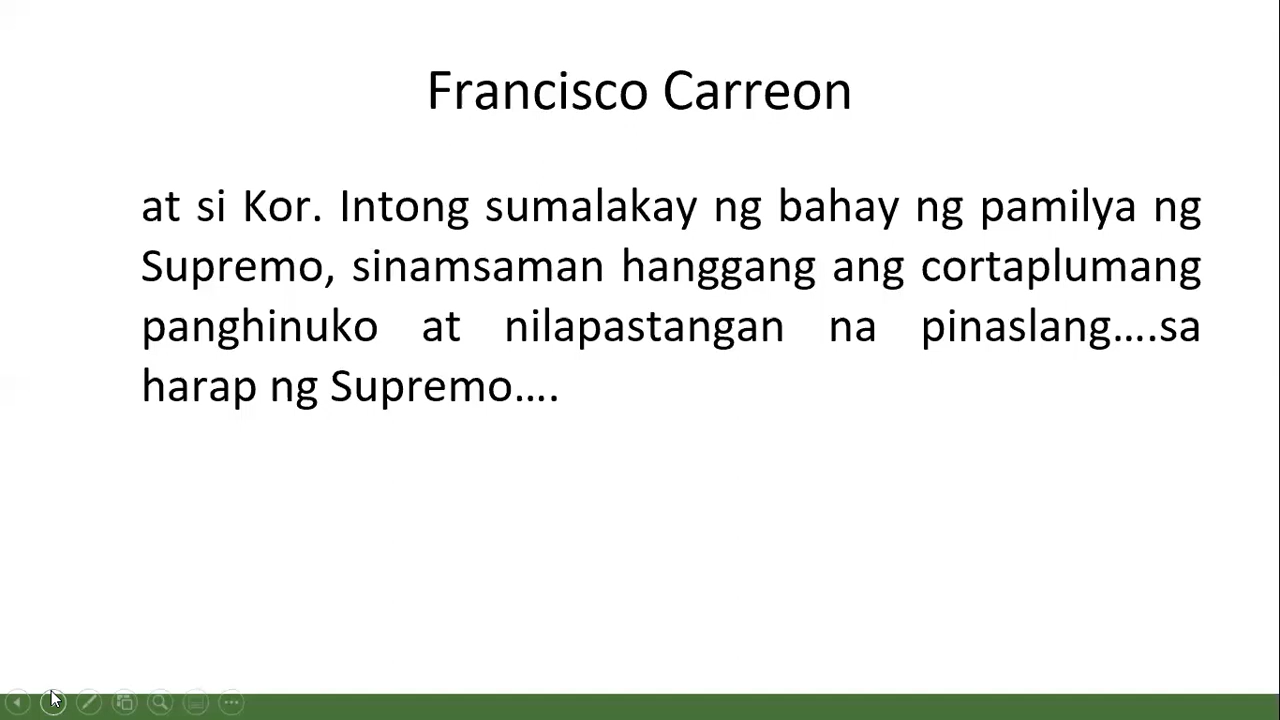 Francisco Carreon
at si Kor. Intong sumalakay ng bahay ng pamilya ng
Supremo, sinamsaman hanggang ang cortaplumang
panghinuko at nilapastangan na pinaslang….sa
harap ng Supremo….